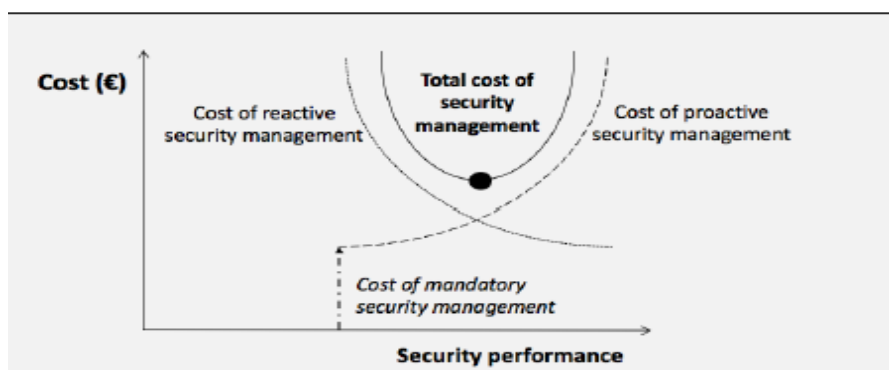 Cost (€)
Total cost of
security
management
Cost of reactive
security management
Cost of proactive
security management
Cost of mandatory
security management
Security performance